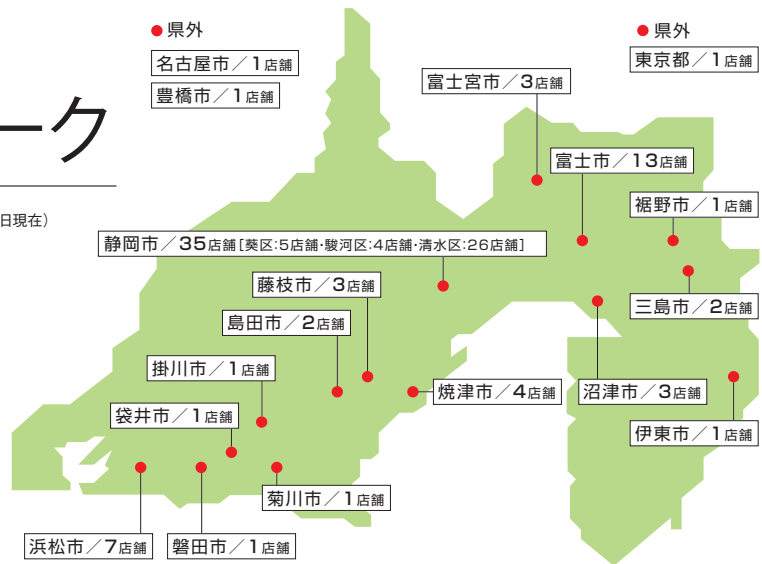 県外
名古屋市／1店舗
豊橋市／1店舗
県外
東京都／1店舗
ーク
日現在）
富士宮市／3店舗
富士市／13店舗
裾野市／1店舗
静岡市／35店舗［葵区:5店舗・駿河区:4店舗・清水区:26店舗］
藤枝市／3店舗
三島市／2店舗
島田市／2店舗
掛川市／1店舗
焼津市／4店舗
沼津市／3店舗
袋井市／1店舗
伊東市／1店舗
菊川市／1店舗
浜松市／7店舗
磐田市／1店舗